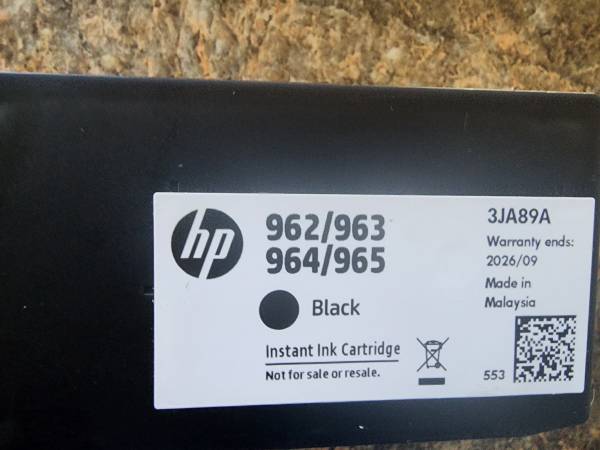 hp
962/963
964/965
Black
Instant Ink Cartridge
Not for sale or resale.
3JA89A
Warranty ends:
2026/09
Made in
Malaysia
553